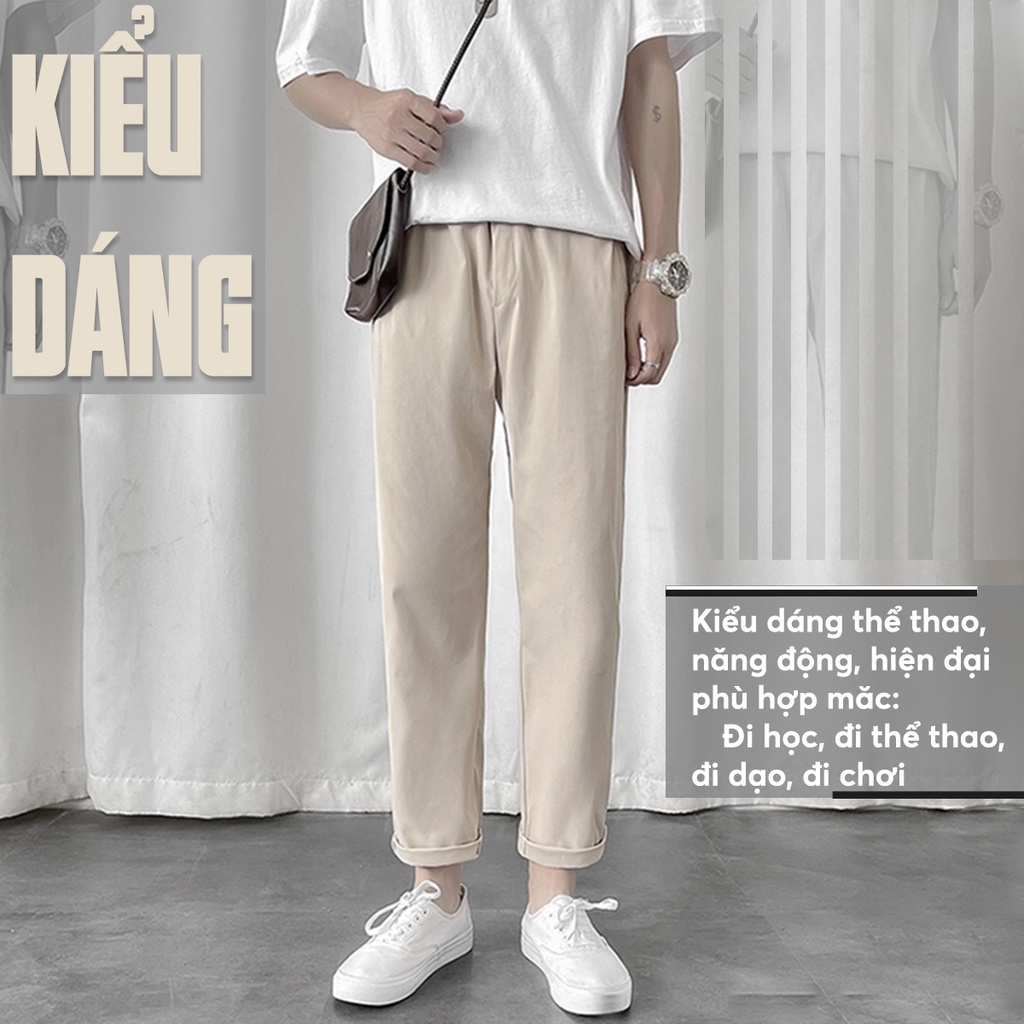 KIỂU
DÁNG
Kiểu dáng thể thao,
năng động, hiện đại
phù hợp măc:
Đi học, đi thể thao,
đi dạo, đi chơi
$